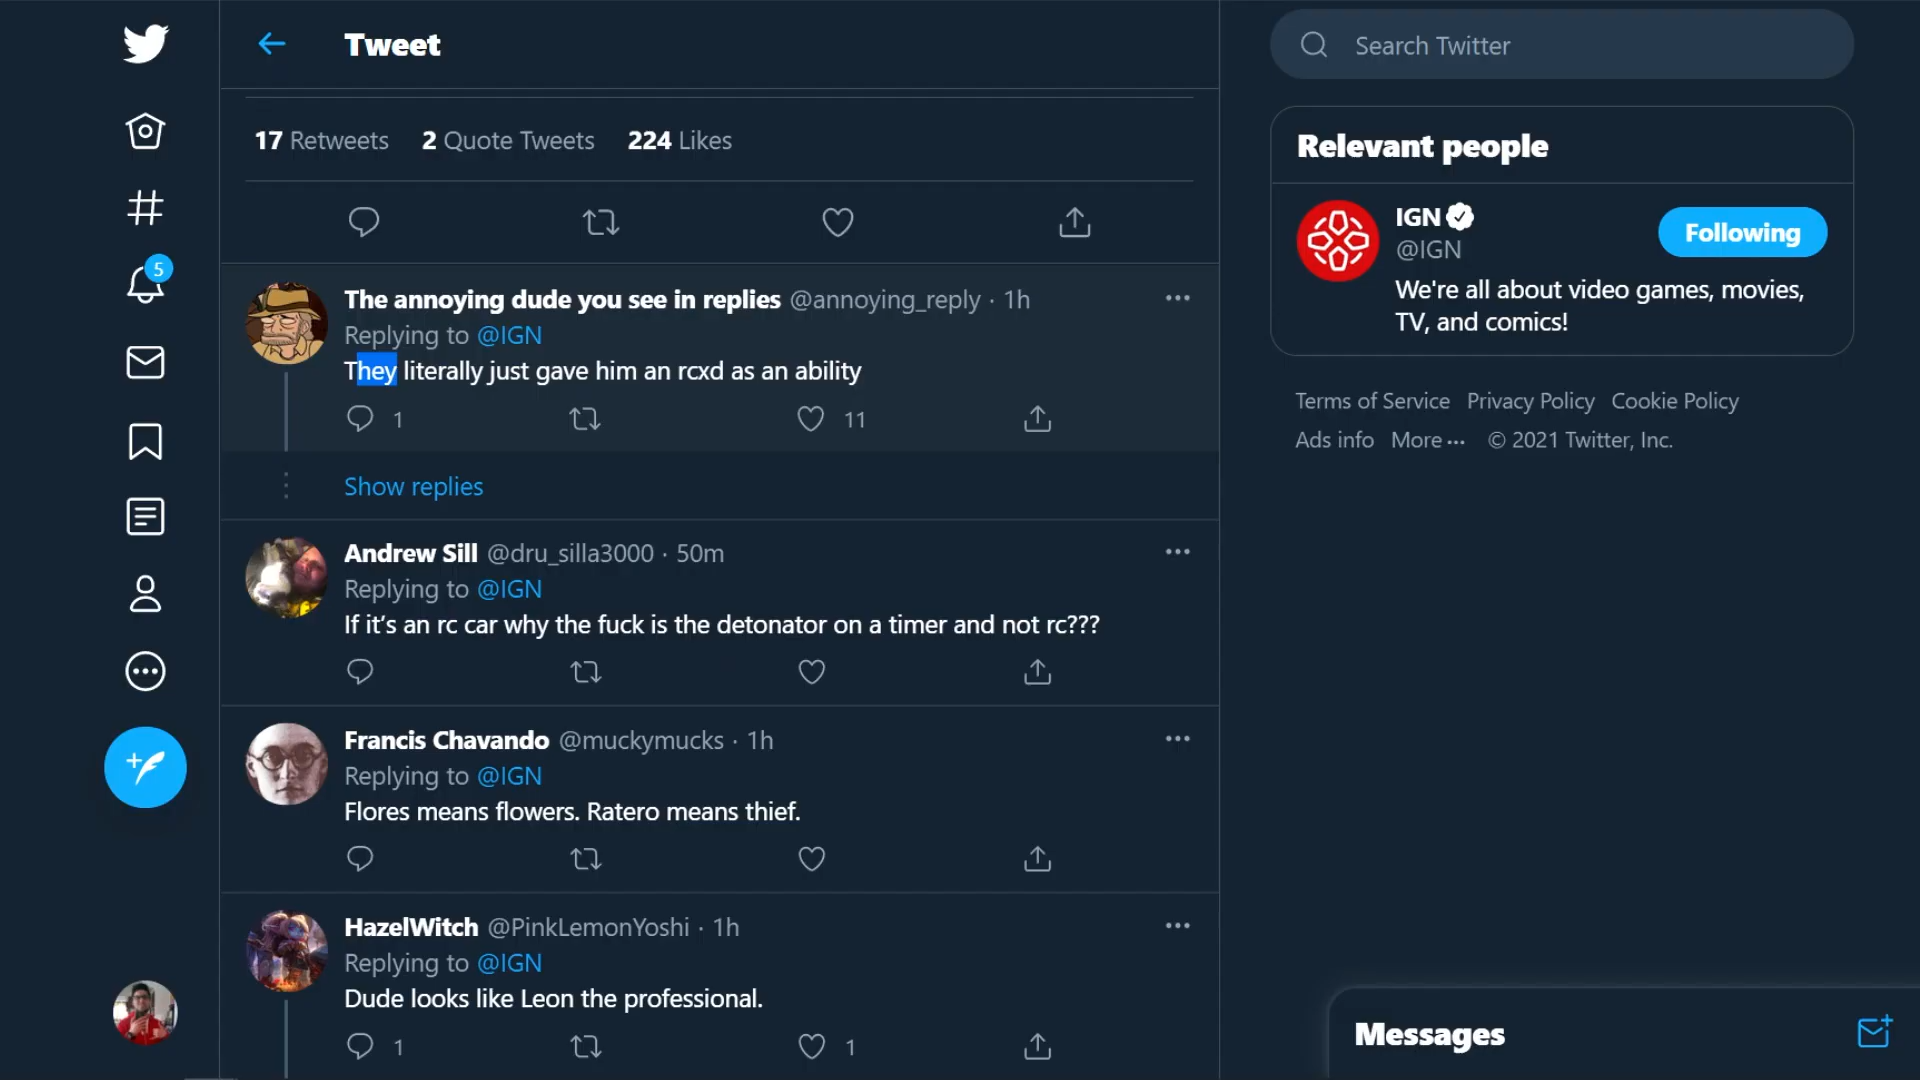 Tweet
Search Twitter
17 Retweets 2 Quote Tweets 224 Likes
Relevant people
IGN
@IGN
Following
We're all about video games, movies,
TV, and comics!
Terms of Service Privacy Policy Cookie Policy
Ads info More ··· © 2021 Twitter, Inc.
5
The annoying dude you see in replies @annoying_reply · 1h
Replying to @IGN
They literally just gave him an rcxd as an ability
1 11
Show replies
Andrew Sill @dru_silla3000 · 50m
Replying to @IGN
If it’s an rc car why the fuck is the detonator on a timer and not rc???
Francis Chavando @muckymucks · 1h
Replying to @IGN
Flores means flowers. Ratero means thief.
HazelWitch @PinkLemonYoshi · 1h
Replying to @IGN
Dude looks like Leon the professional.
1 1
Messages